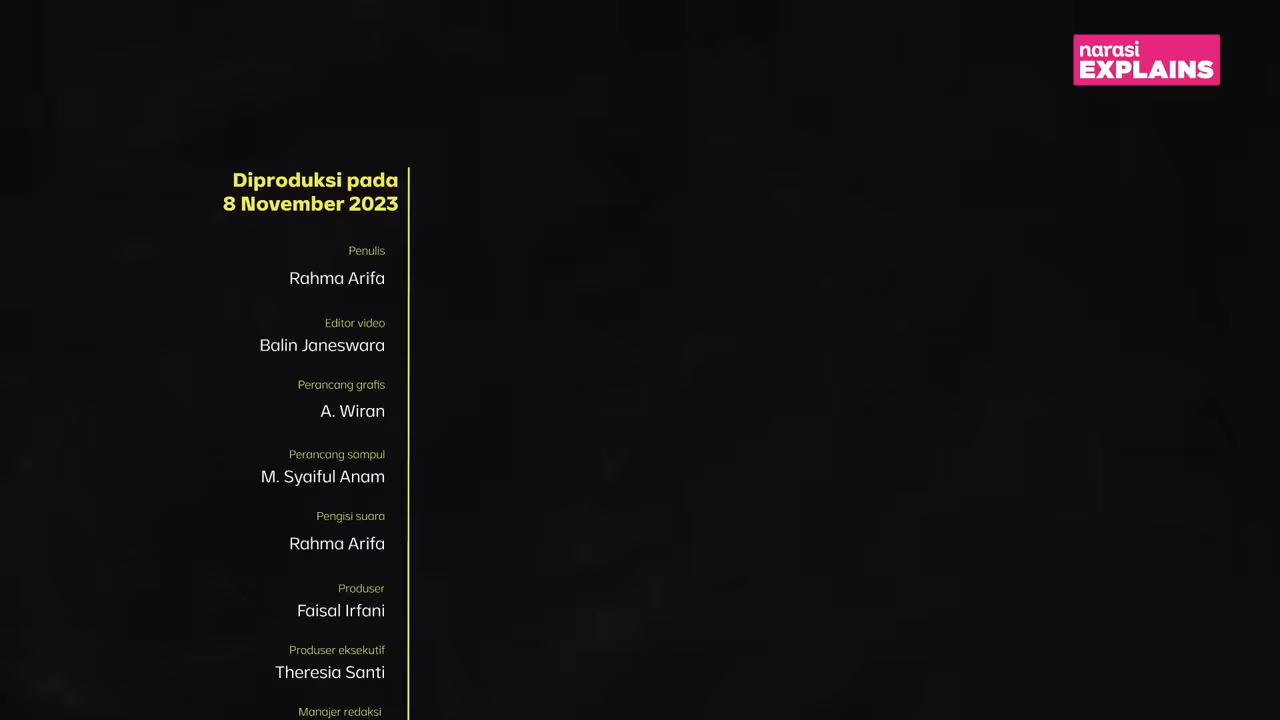 narasi
EXPLAINS
Diproduksi pada
8 November 2023
Penulis
Rahma Arifa
Editor video
Balin Janeswara
Perancang grafis
A. Wiran
Perancang sampul
M. Syaiful Anam
Pengisi suara
Rahma Arifa
Produser
Faisal Irfani
Produser eksekutif
Theresia Santi
Manajer redaksi